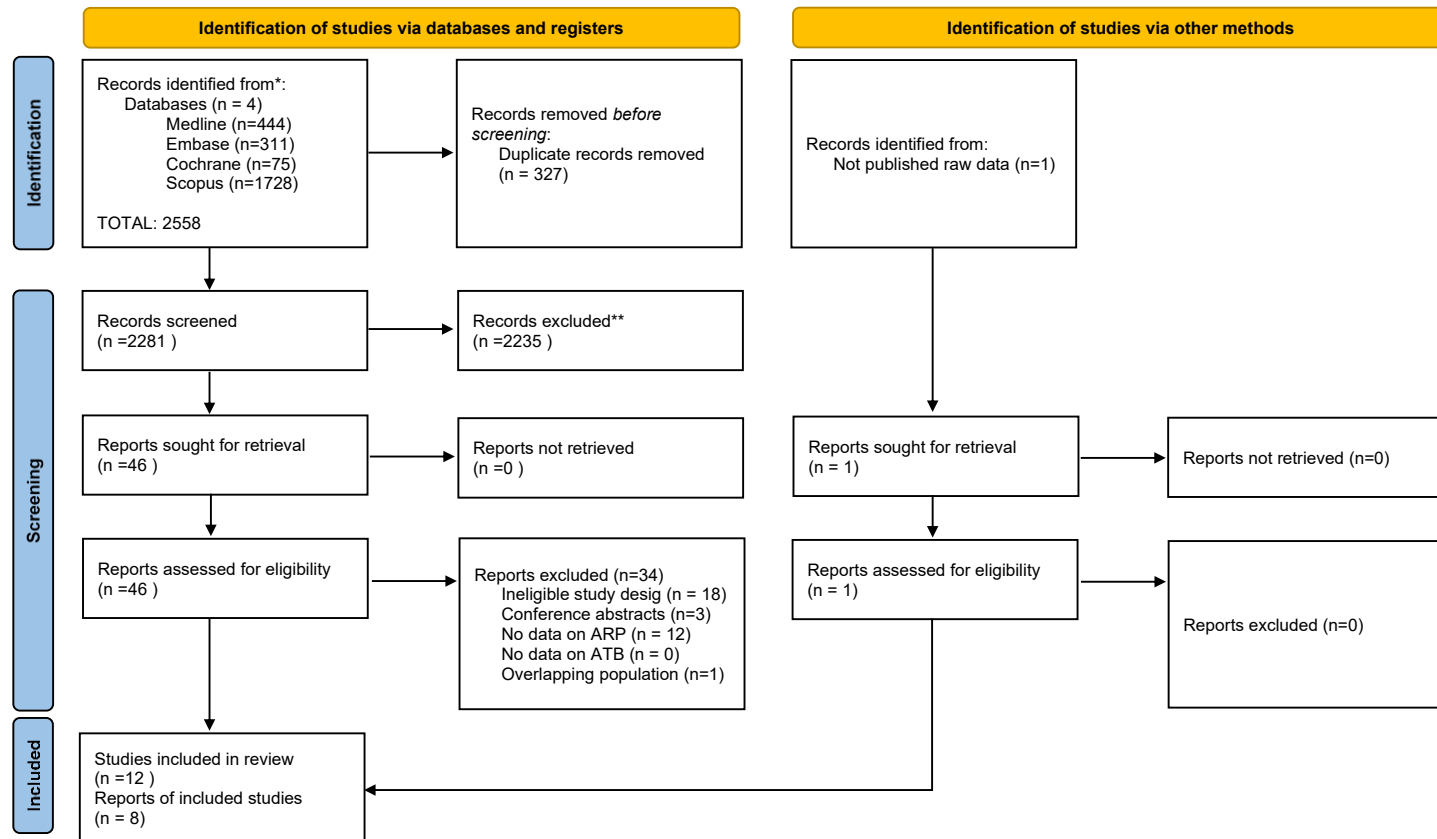 Identification of studies via databases and registers
Identification of studies via other methods
Identification
Records identified from*:
Databases (n = 4)
Medline (n=444)
Embase (n=311)
Cochrane (n=75)
Scopus (n=1728)
TOTAL: 2558
Records removed before
screening:
Duplicate records removed
(n = 327)
Records identified from:
Not published raw data (n=1)
Screening
Records screened
(n =2281 )
Records excluded**
(n =2235 )
Reports sought for retrieval
(n =46 )
Reports not retrieved
(n =0 )
Reports sought for retrieval
(n = 1)
Reports not retrieved (n=0)
Reports assessed for eligibility
(n =46 )
Reports excluded (n=34)
Ineligible study desig (n = 18)
Conference abstracts (n=3)
No data on ARP (n = 12)
No data on ATB (n = 0)
Overlapping population (n=1)
Reports assessed for eligibility
(n = 1)
Reports excluded (n=0)
Included
Studies included in review
(n =12 )
Reports of included studies
(n = 8)